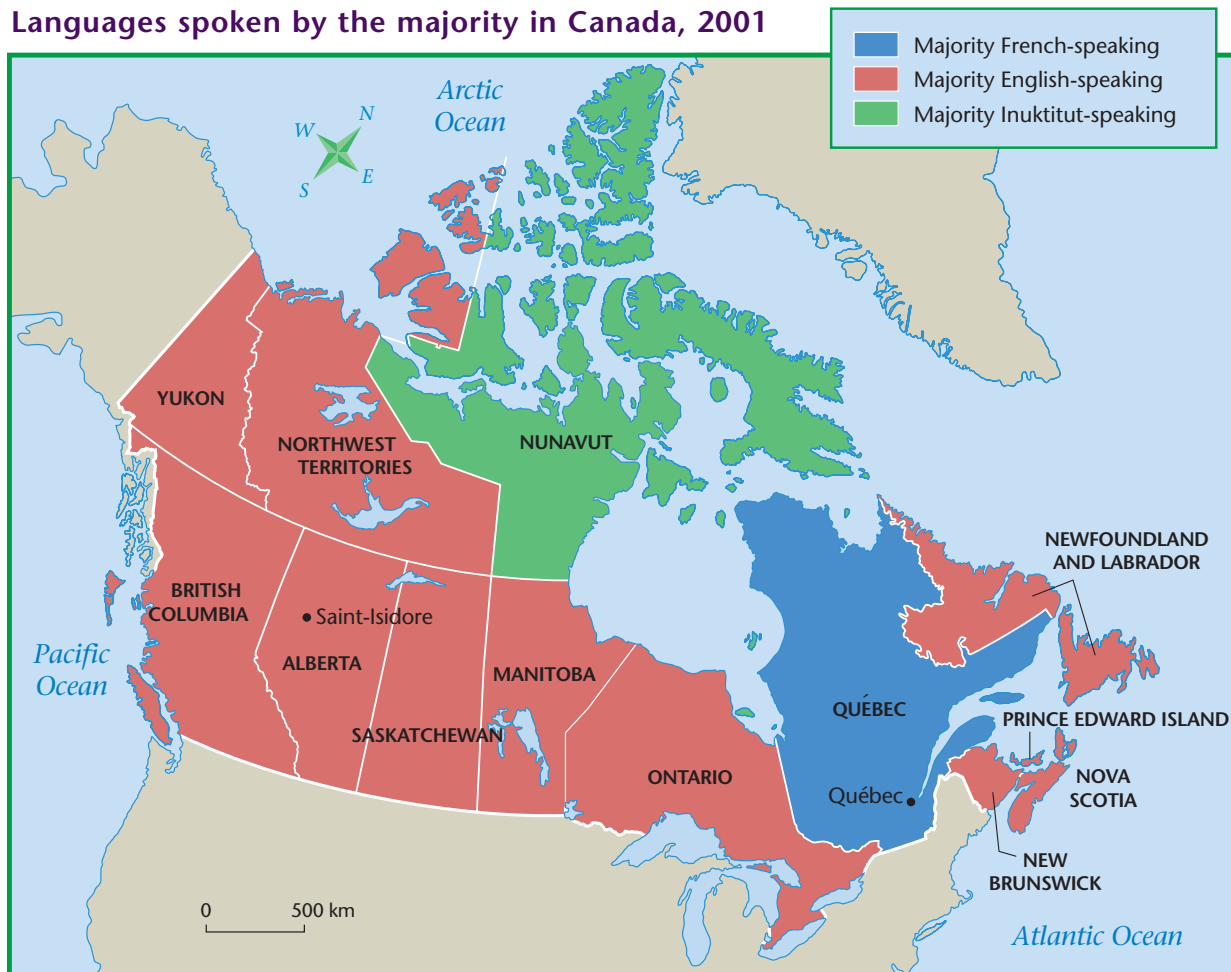 Languages spoken by the majority in Canada, 2001
Majority French-speaking
Majority English-speaking
Majority Inuktitut-speaking
Arctic
Ocean
N
W
E
S
YUKON
NORTHWEST
TERRITORIES
NUNAVUT
NEWFOUNDLAND
AND LABRADOR
BRITISH
COLUMBIA
Saint-Isidore
Pacific
Ocean
ALBERTA
MANITOBA
SASKATCHEWAN
QUÉBEC
PRINCE EDWARD ISLAND
ONTARIO
NOVA
SCOTIA
Québec
NEW
BRUNSWICK
0 500 km
Atlantic Ocean